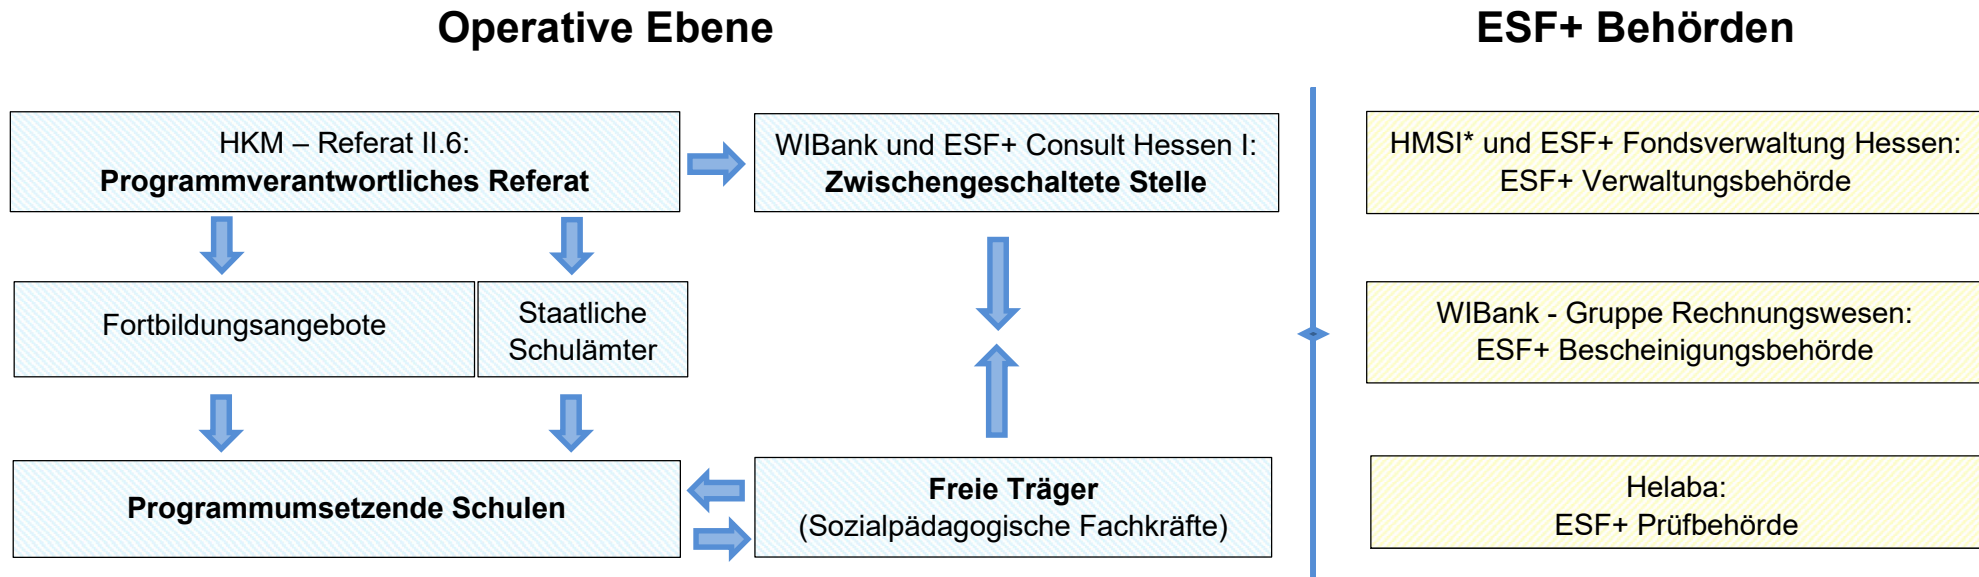 Operative Ebene
ESF+ Behörden
HKM – Referat II.6:
Programmverantwortliches Referat
WIBank und ESF+ Consult Hessen I:
Zwischengeschaltete Stelle
HMSI* und ESF+ Fondsverwaltung Hessen:
ESF+ Verwaltungsbehörde
Fortbildungsangebote
Staatliche
Schulämter
WIBank - Gruppe Rechnungswesen:
ESF+ Bescheinigungsbehörde
Programmumsetzende Schulen
Freie Träger
(Sozialpädagogische Fachkräfte)
Helaba:
ESF+ Prüfbehörde